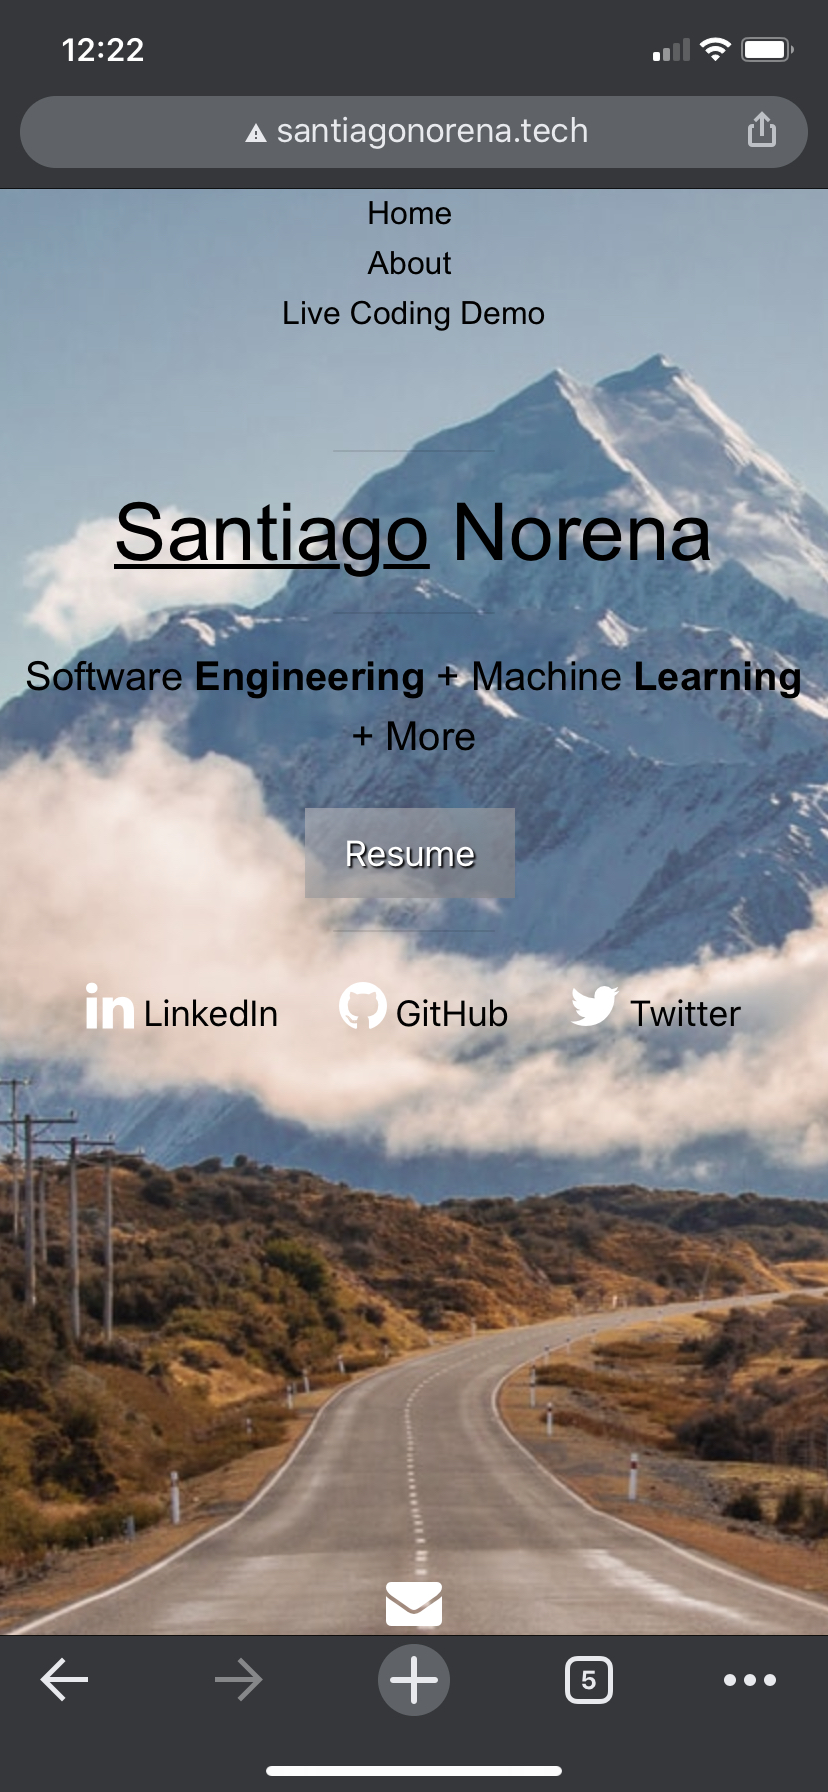 12:22
santiagonorena.tech
Home
About
Live Coding Demo
Santiago Norena
Software Engineering + Machine Learning
+ More
Resume
in LinkedIn GitHub Twitter
5